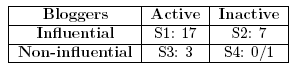 Bloggers Active Inactive
Influential S1: 17 S2: 7
Non-influential S3: 3 S4: 0/1